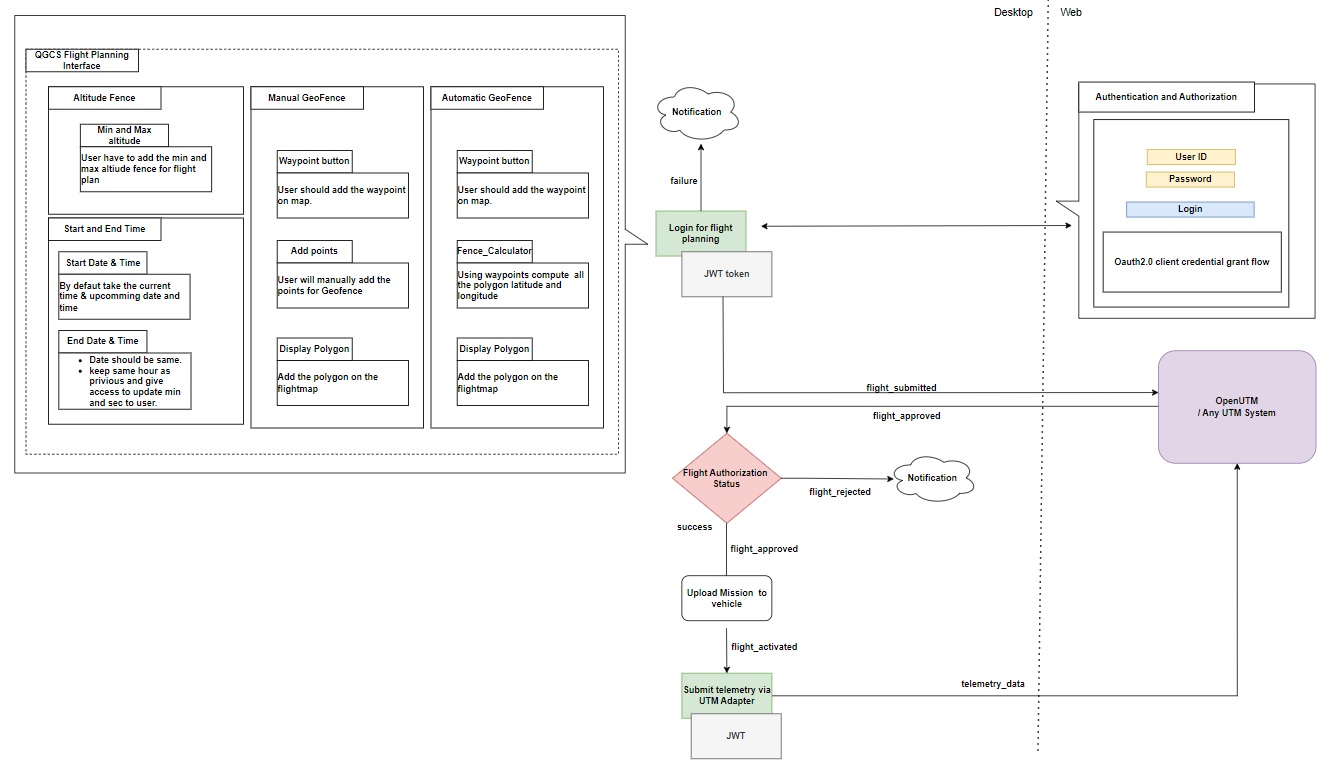 Desktop
Web
QGCS Flight Planning
Interface
Altitude Fence
Min and Max
altitude
User have to add the min and
max altiude fence for flight
plan
Start and End Time
Start Date & Time
By defaut take the current
time & upcomming date and
time
End Date & Time
• Date should be same.
• keep same hour as
privious and give
access to update min
and sec to user.
Manual GeoFence
Waypoint button
User should add the waypoint
on map.
Add points
User will manually add the
points for Geofence
Display Polygon
Add the polygon on the
flightmap
Automatic GeoFence
Waypoint button
User should add the waypoint
on map.
Fence_Calculator
Using waypoints compute all
the polygon latitude and
longitude
Display Polygon
Add the polygon on the
flightmap
Notification
failure
Login for flight
planning
JWT token
Authentication and Authorization
User ID
Password
Login
Oauth2.0 client credential grant flow
flight_submitted
flight_approved
OpenUTM
/ Any UTM System
Flight Authorization
Status
flight_rejected
Notification
success
flight_approved
Upload Mission to
vehicle
flight_activated
Submit telemetry via
UTM Adapter
JWT
telemetry_data